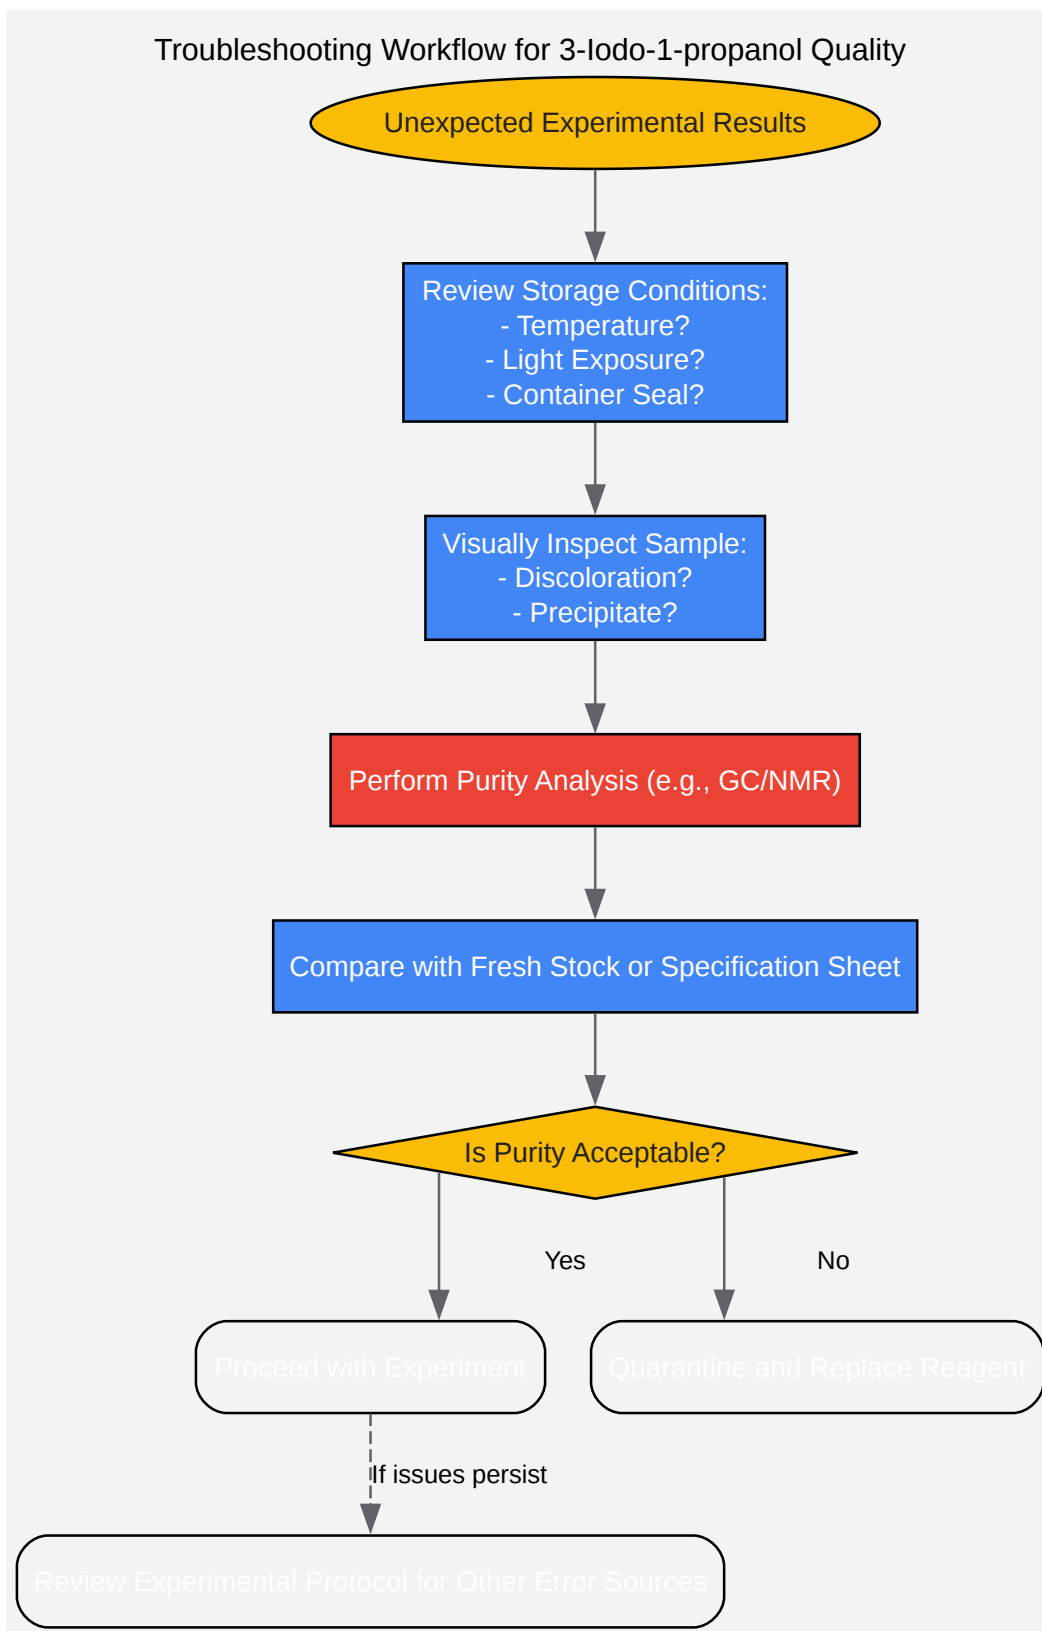 Troubleshooting Workflow for 3-Iodo-1-propanol Quality
Unexpected Experimental Results
Review Storage Conditions:
- Temperature?
- Light Exposure?
- Container Seal?
Visually Inspect Sample:
- Discoloration?
- Precipitate?
Perform Purity Analysis (e.g., GC/NMR)
Compare with Fresh Stock or Specification Sheet
Is Purity Acceptable?
Yes
No
Proceed with Experiment
Quarantine and Replace Reagent
If issues persist
Review Experimental Protocol for Other Error Sources